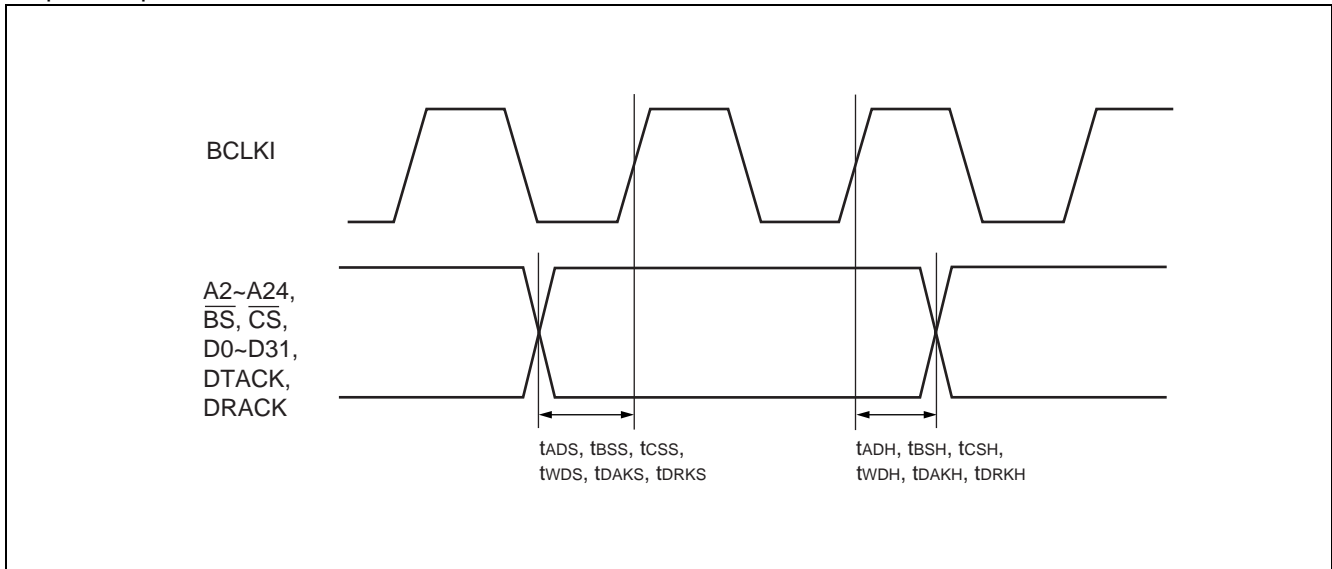 BCLKI
A2~A24,
BS, CS,
D0~D31,
DTACK,
DRACK
tADS, tBSS, tCSS,
tWDS, tDAKS, tDRKS
tADH, tBSH, tCSH,
tWDH, tDAKH, tDRKH